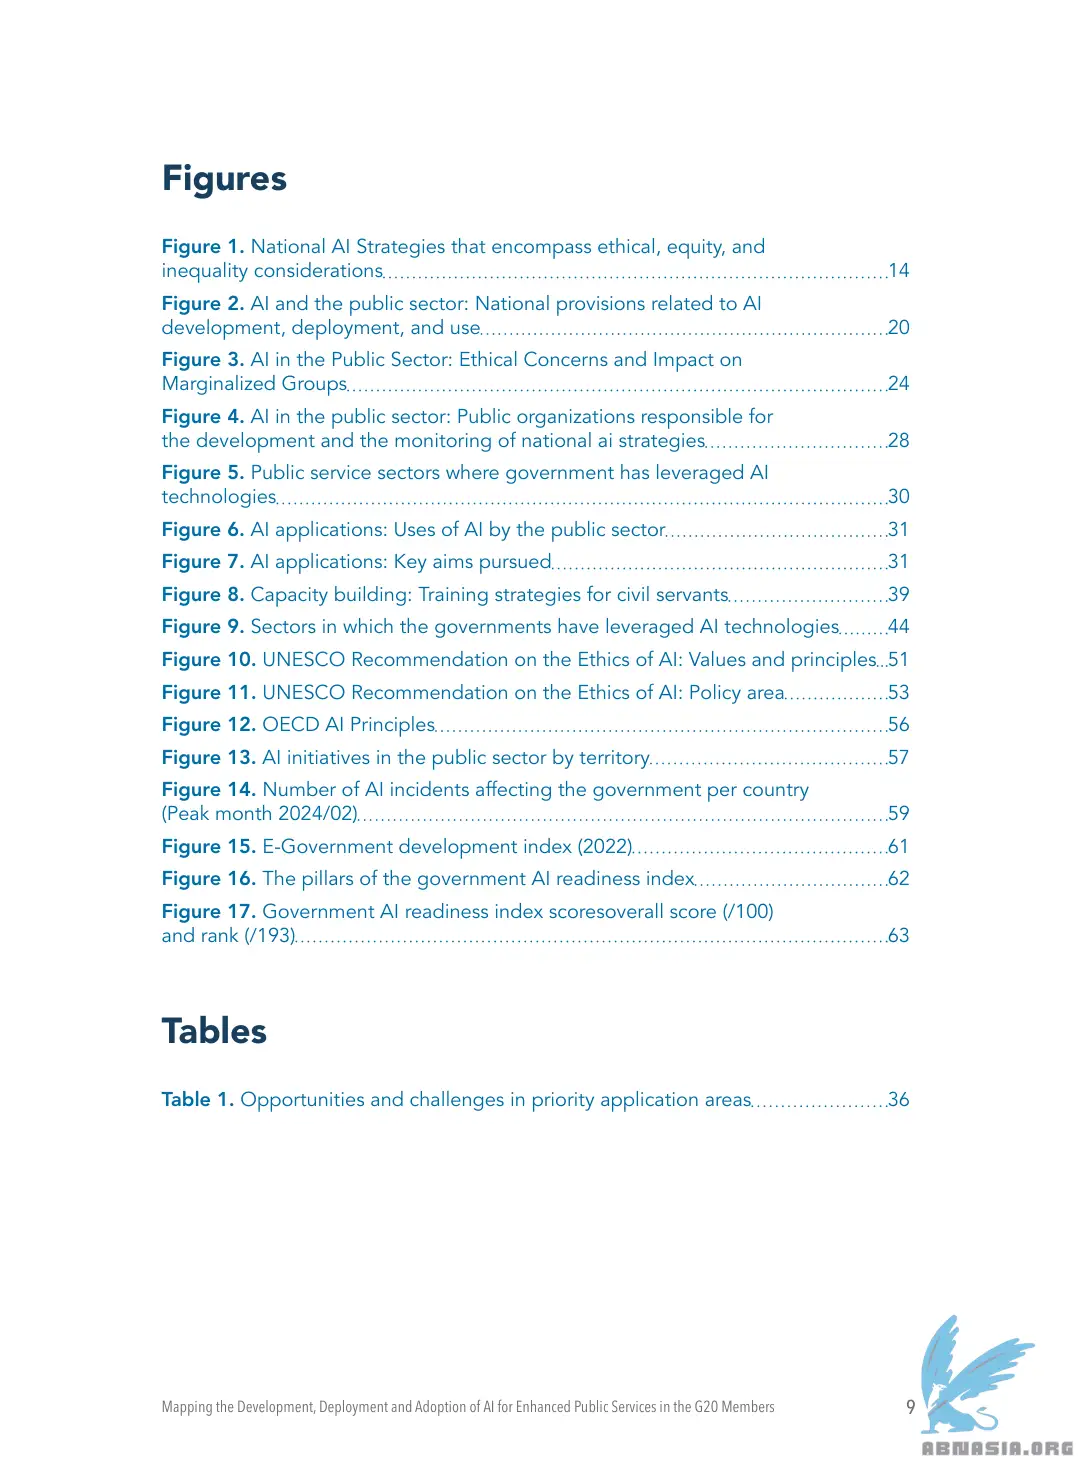 Figures
Figure 1. National AI Strategies that encompass ethical, equity, and
inequality considerations 14
Figure 2. AI and the public sector: National provisions related to AI
development, deployment, and use 20
Figure 3. AI in the Public Sector: Ethical Concerns and Impact on
Marginalized Groups 24
Figure 4. AI in the public sector: Public organizations responsible for
the development and the monitoring of national ai strategies 28
Figure 5. Public service sectors where government has leveraged AI
technologies 30
Figure 6. AI applications: Uses of AI by the public sector 31
Figure 7. AI applications: Key aims pursued 31
Figure 8. Capacity building: Training strategies for civil servants 39
Figure 9. Sectors in which the governments have leveraged AI technologies 44
Figure 10. UNESCO Recommendation on the Ethics of AI: Values and principles 51
Figure 11. UNESCO Recommendation on the Ethics of AI: Policy area 53
Figure 12. OECD AI Principles 56
Figure 13. AI initiatives in the public sector by territory 57
Figure 14. Number of AI incidents affecting the government per country
(Peak month 2024/02) 59
Figure 15. E-Government development index (2022) 61
Figure 16. The pillars of the government AI readiness index 62
Figure 17. Government AI readiness index scoresoverall score (/100)
and rank (/193) 63
Tables
Table 1. Opportunities and challenges in priority application areas 36
Mapping the Development, Deployment and Adoption of AI for Enhanced Public Services in the G20 Members 9
ABNASIA.ORG